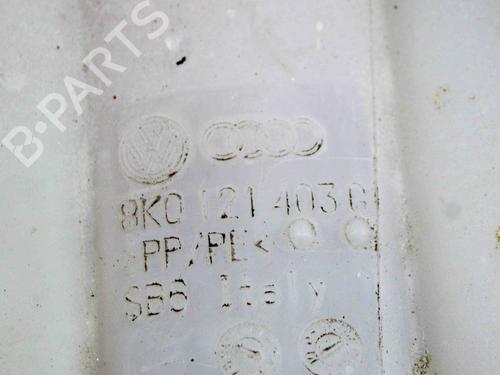 B-PARTS
8K0 121 403
PP/PE<
SB6 Italy